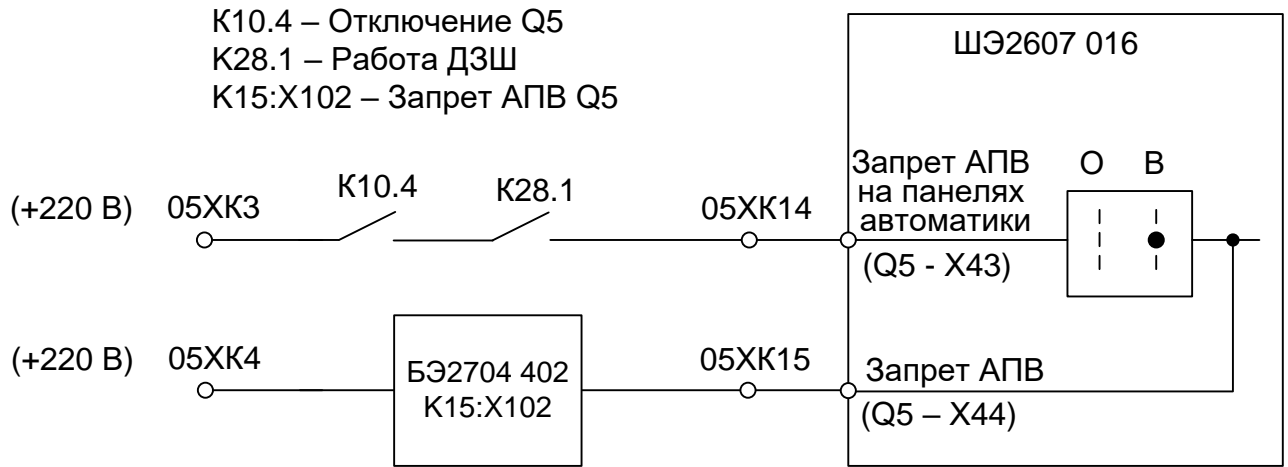 К10.4 – Отключение Q5
К28.1 – Работа ДЗШ
К15:Х102 – Запрет АПВ Q5
ШЭ2607 016
(+220 В) 05ХК3
К10.4
К28.1
05ХК14
Запрет АПВ
на панелях
автоматики
(Q5 - Х43)
О В
(+220 В) 05ХК4
БЭ2704 402
К15:Х102
05ХК15
Запрет АПВ
(Q5 – Х44)